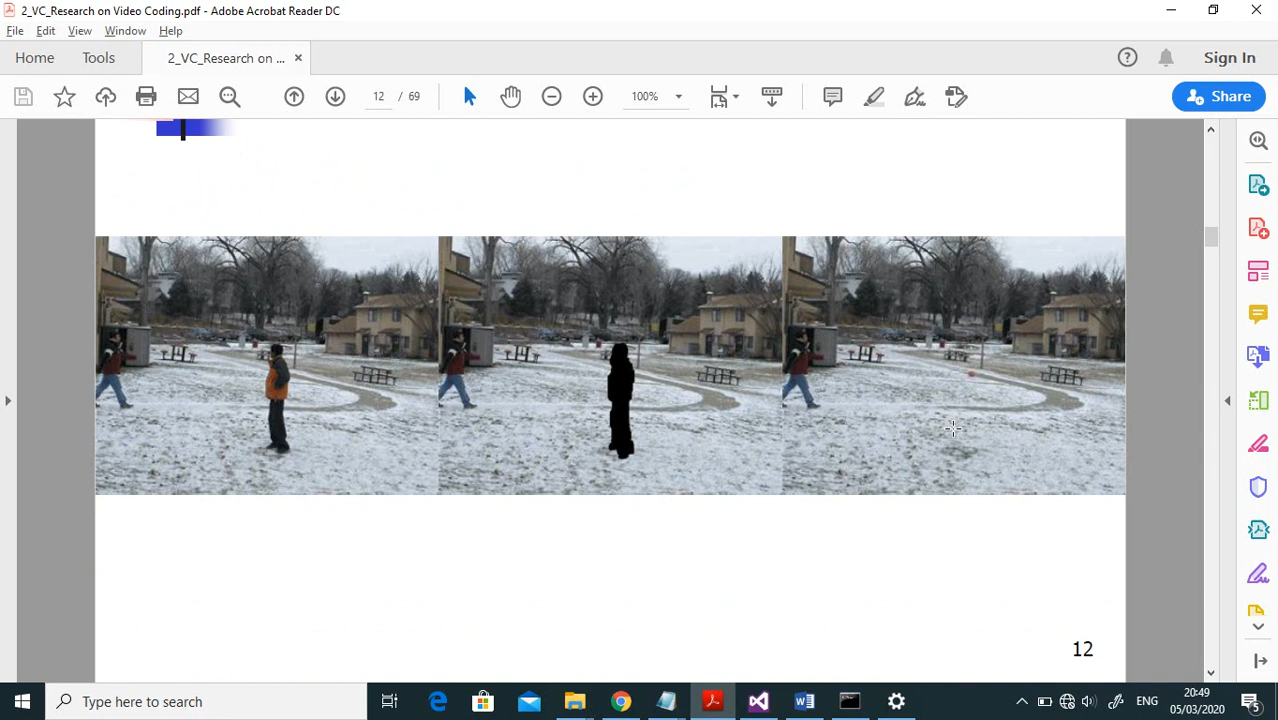 2_VC_Research on Video Coding.pdf - Adobe Acrobat Reader DC
File Edit View Window Help
Home Tools 2_VC_Research on ... × Sign In
12 / 69 100% Share
12
Type here to search ENG 20:49
05/03/2020 5